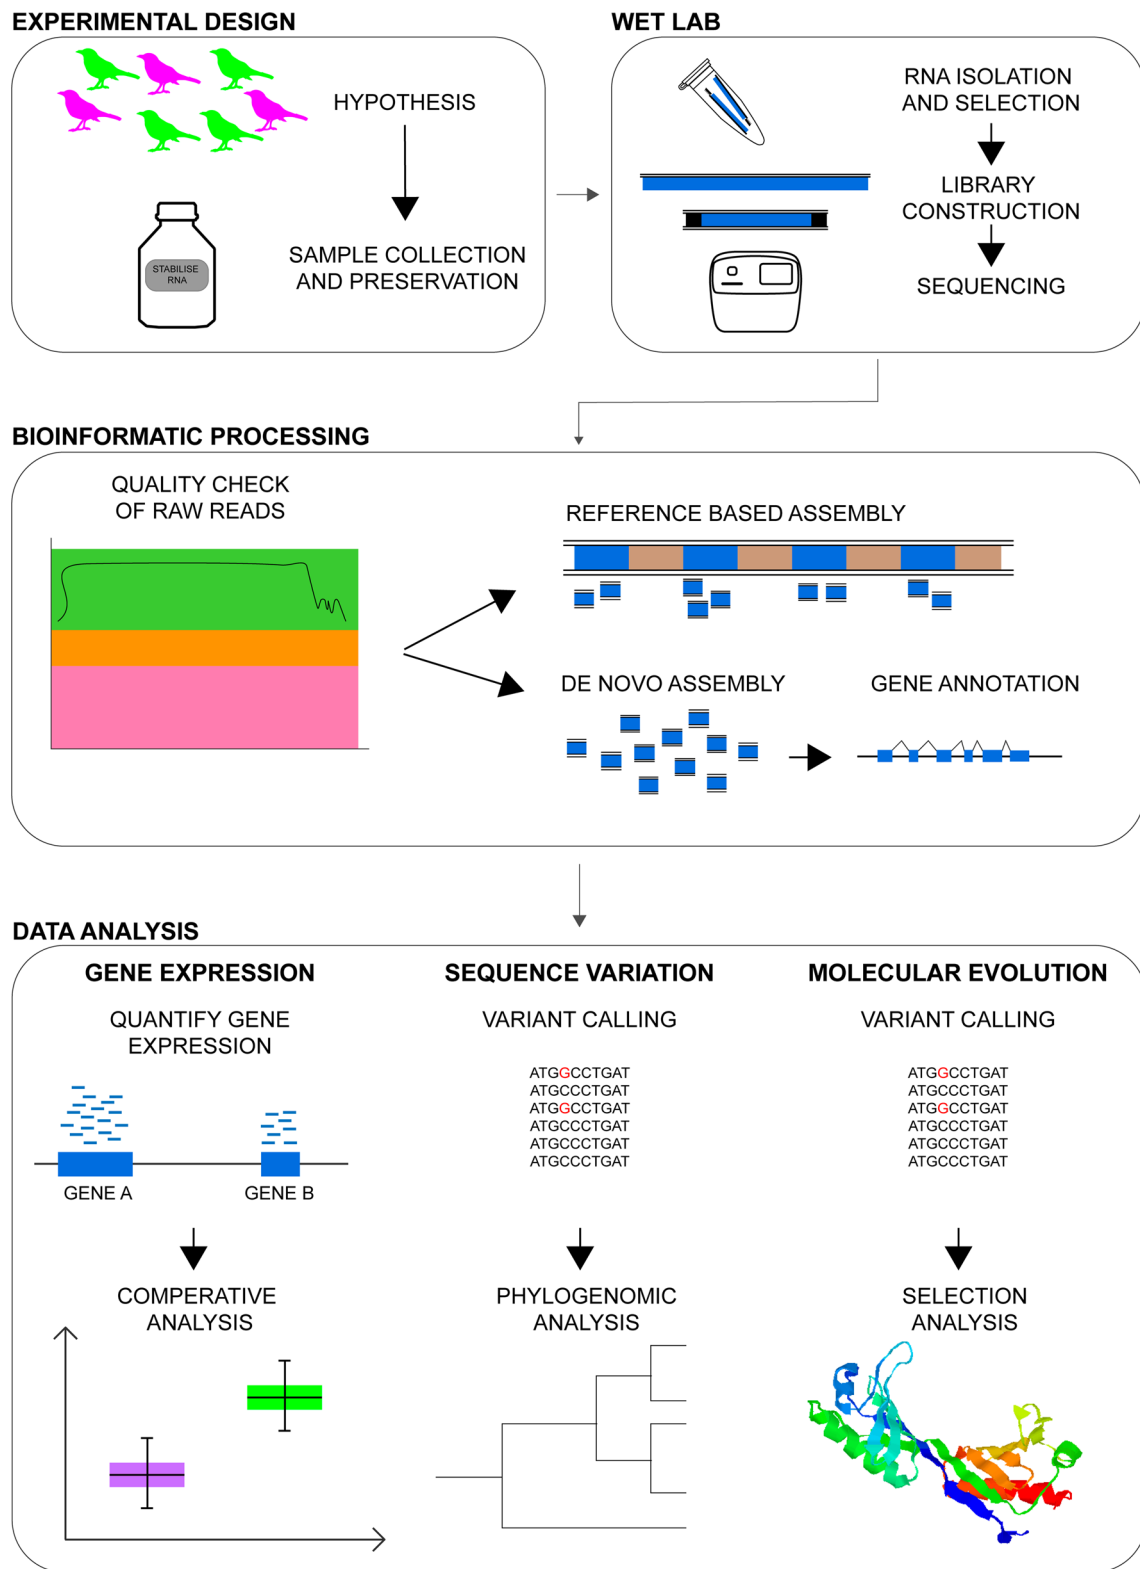 EXPERIMENTAL DESIGN
HYPOTHESIS
STABILISE
RNA
SAMPLE COLLECTION
AND PRESERVATION
WET LAB
RNA ISOLATION
AND SELECTION
LIBRARY
CONSTRUCTION
SEQUENCING
BIOINFORMATIC PROCESSING
QUALITY CHECK
OF RAW READS
REFERENCE BASED ASSEMBLY
DE NOVO ASSEMBLY
GENE ANNOTATION
DATA ANALYSIS
GENE EXPRESSION
QUANTIFY GENE
EXPRESSION
GENE A
GENE B
COMPERATIVE
ANALYSIS
SEQUENCE VARIATION
VARIANT CALLING
ATGGCCTGAT
ATGCCCTGAT
ATGGCCTGAT
ATGCCCTGAT
ATGCCCTGAT
ATGCCCTGAT
PHYLOGENOMIC
ANALYSIS
MOLECULAR EVOLUTION
VARIANT CALLING
ATGGCCTGAT
ATGCCCTGAT
ATGGCCTGAT
ATGCCCTGAT
ATGCCCTGAT
ATGCCCTGAT
SELECTION
ANALYSIS